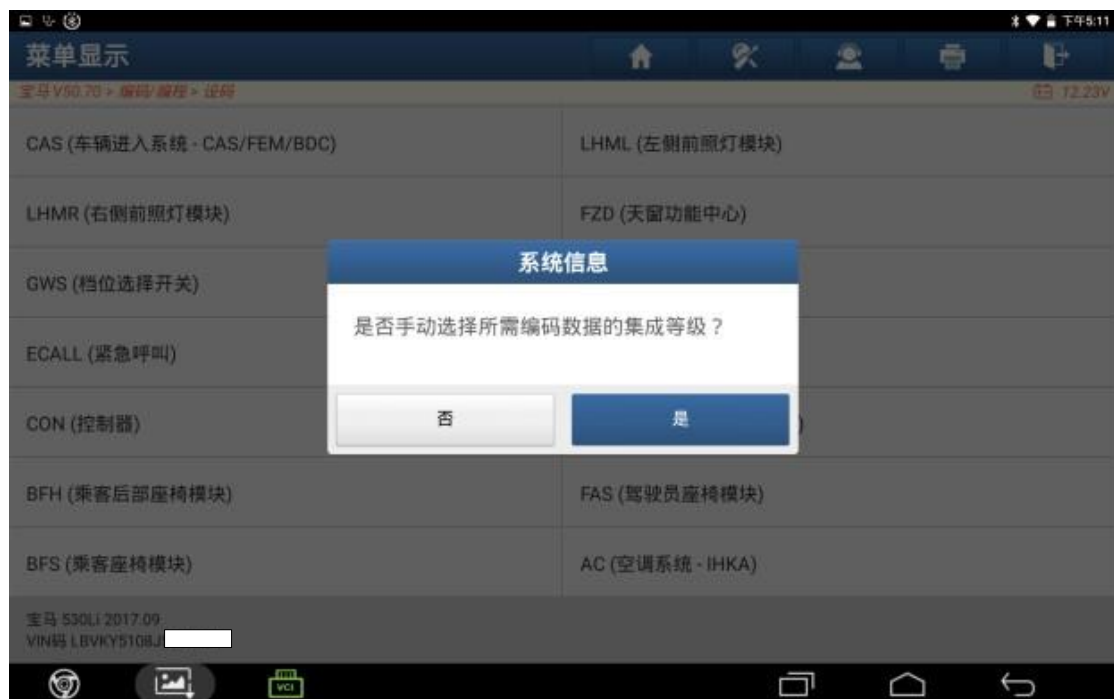 下午5:11
菜单显示
宝马 V50.70 > 编码/编程 > 设码
12.23V
CAS (车辆进入系统 - CAS/FEM/BDC)
LHML (左侧前照灯模块)
LHMR (右侧前照灯模块)
FZD (天窗功能中心)
系统信息
GWS (档位选择开关)
是否手动选择所需编码数据的集成等级？
ECALL (紧急呼叫)
CON (控制器)
否
是
)
BFH (乘客后部座椅模块)
FAS (驾驶员座椅模块)
BFS (乘客座椅模块)
AC (空调系统 - IHKA)
宝马 530Li 2017.09
VIN码 LBVKY5108J
VCI